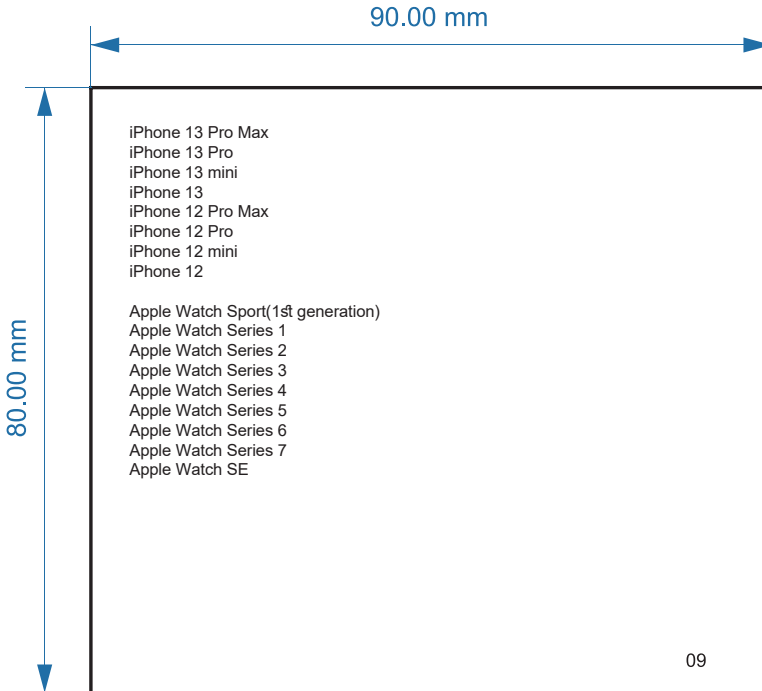 90.00 mm
80.00 mm
iPhone 13 Pro Max
iPhone 13 Pro
iPhone 13 mini
iPhone 13
iPhone 12 Pro Max
iPhone 12 Pro
iPhone 12 mini
iPhone 12
Apple Watch Sport(1st generation)
Apple Watch Series 1
Apple Watch Series 2
Apple Watch Series 3
Apple Watch Series 4
Apple Watch Series 5
Apple Watch Series 6
Apple Watch Series 7
Apple Watch SE
09